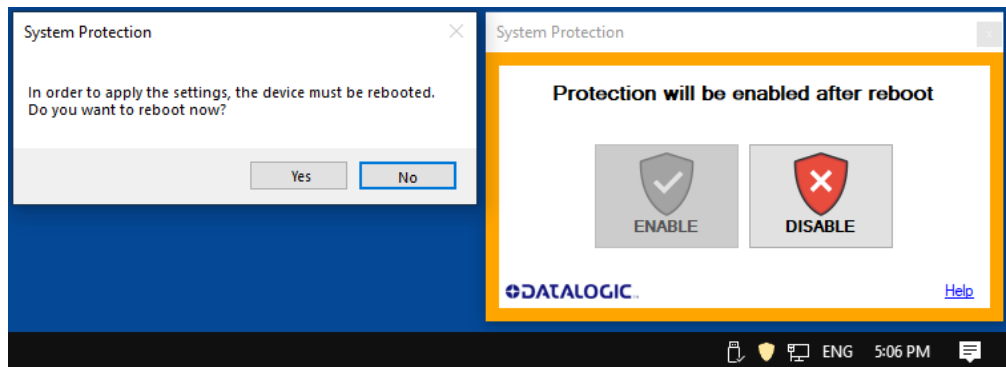 System Protection
In order to apply the settings, the device must be rebooted.
Do you want to reboot now?
Yes
No
System Protection
Protection will be enabled after reboot
ENABLE
DISABLE
DATALOGIC™
Help
ENG
5:06 PM